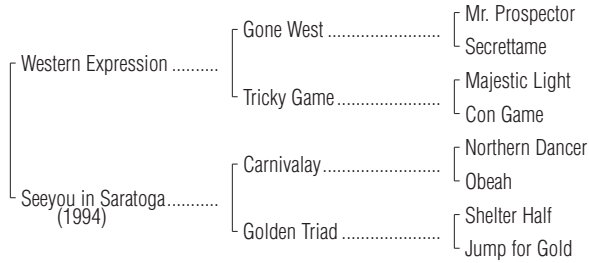 Mr. Prospector
Gone West ........................
Secrettame
Western Expression ..........
Majestic Light
Tricky Game ......................
Con Game
Northern Dancer
Carnivalay .........................
Obeah
Seeyou in Saratoga ...........
(1994)
Shelter Half
Golden Triad .....................
Jump for Gold